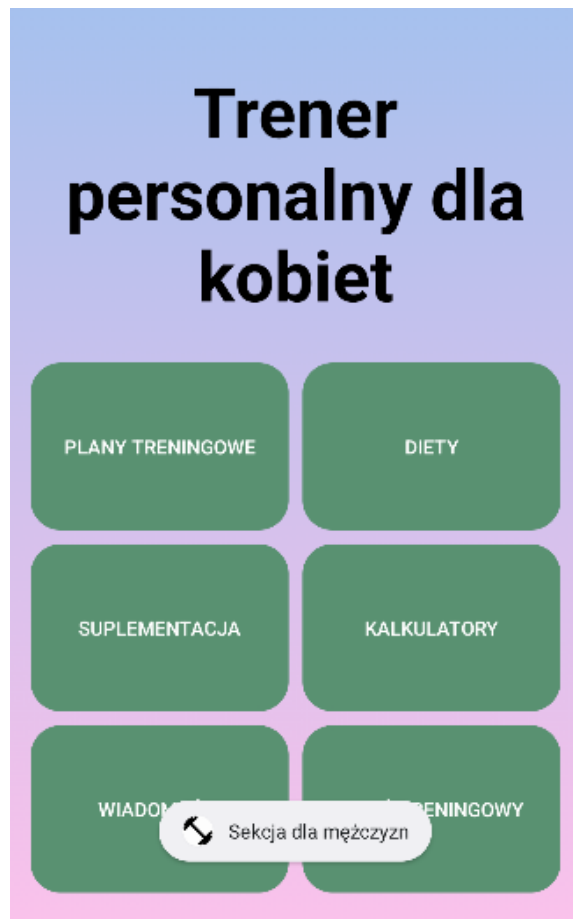 Trener
personalny dla
kobiet
PLANY TRENINGOWE
DIETY
SUPLEMENTACJA
KALKULATORY
Sekcja dla mężczyzn